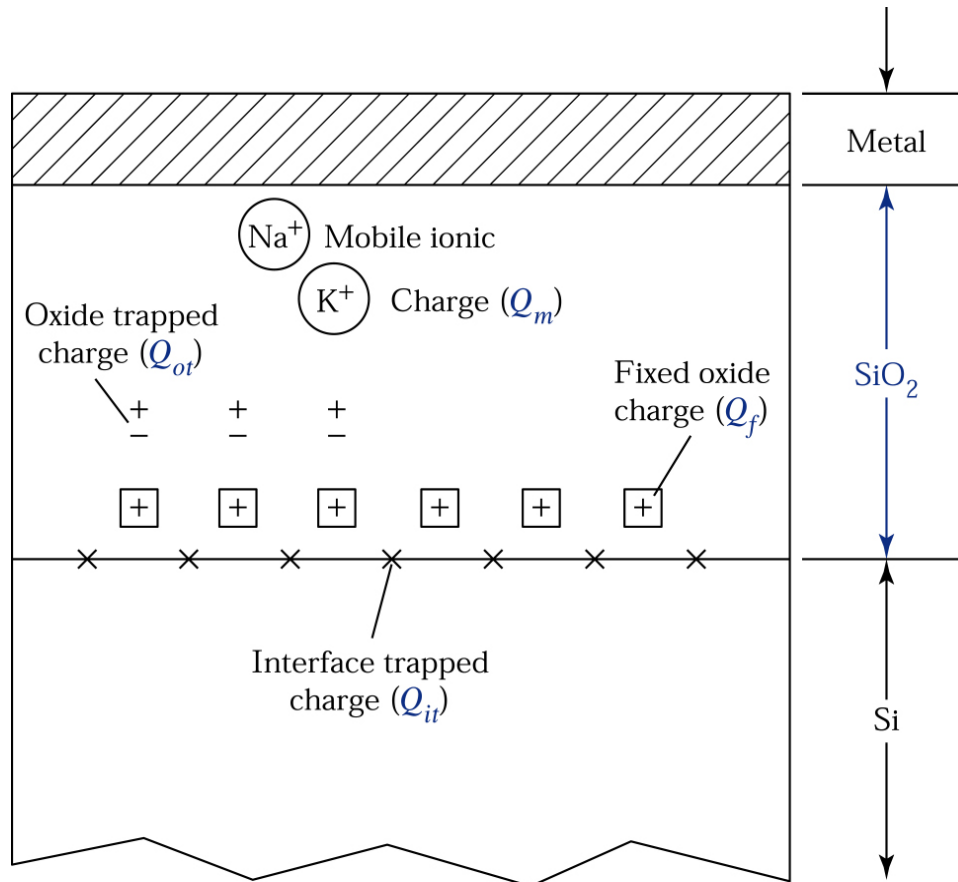 Metal
Na+ Mobile ionic
K+ Charge (Qm)
Oxide trapped
charge (Qot)
Fixed oxide
charge (Qf)
SiO2
+ + +
− − −
+ + + + + +
Interface trapped
charge (Qit)
Si